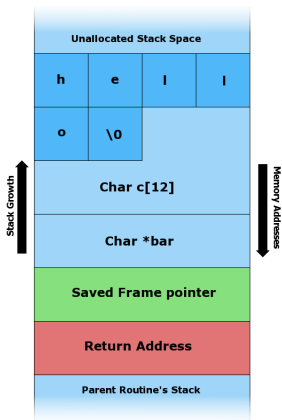 Unallocated Stack Space
h e l l
o \0
Char c[12]
Char *bar
Saved Frame pointer
Return Address
Parent Routine's Stack
Stack Growth
Memory Addresses